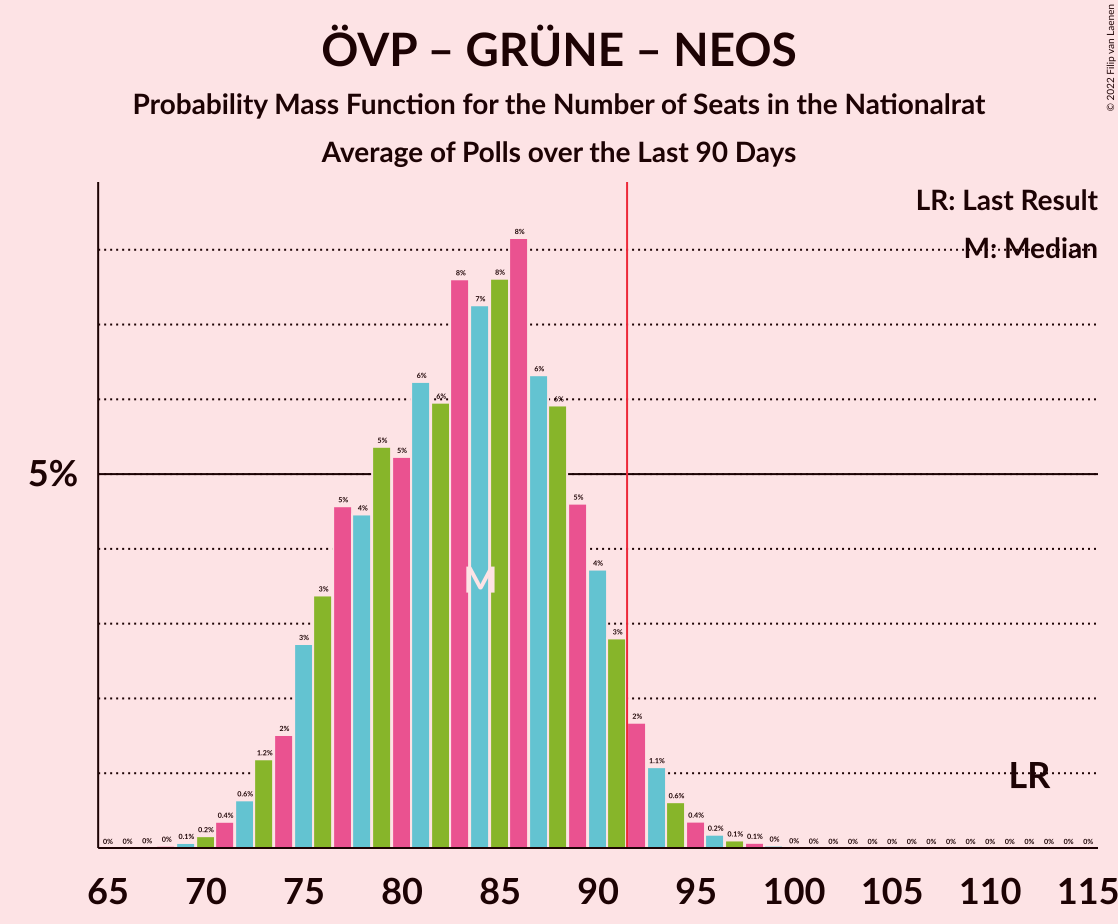 ÖVP – GRÜNE – NEOS
Probability Mass Function for the Number of Seats in the Nationalrat
Average of Polls over the Last 90 Days
© 2022 Filip van Laenen
LR: Last Result
M: Median
5%
0% 0% 0% 0% 0.1% 0.2% 0.4% 0.6% 1.2% 2% 3% 3% 5% 4% 5% 5% 6% 6% 8% 7% 8% 8% 6% 6% 5% 4% 3% 2% 1.1% 0.6% 0.4% 0.2% 0.1% 0.1% 0% 0% 0% 0% 0% 0% 0% 0% 0% 0% 0% 0% 0% 0% 0% 0% 0%
M
LR
65 70 75 80 85 90 95 100 105 110 115